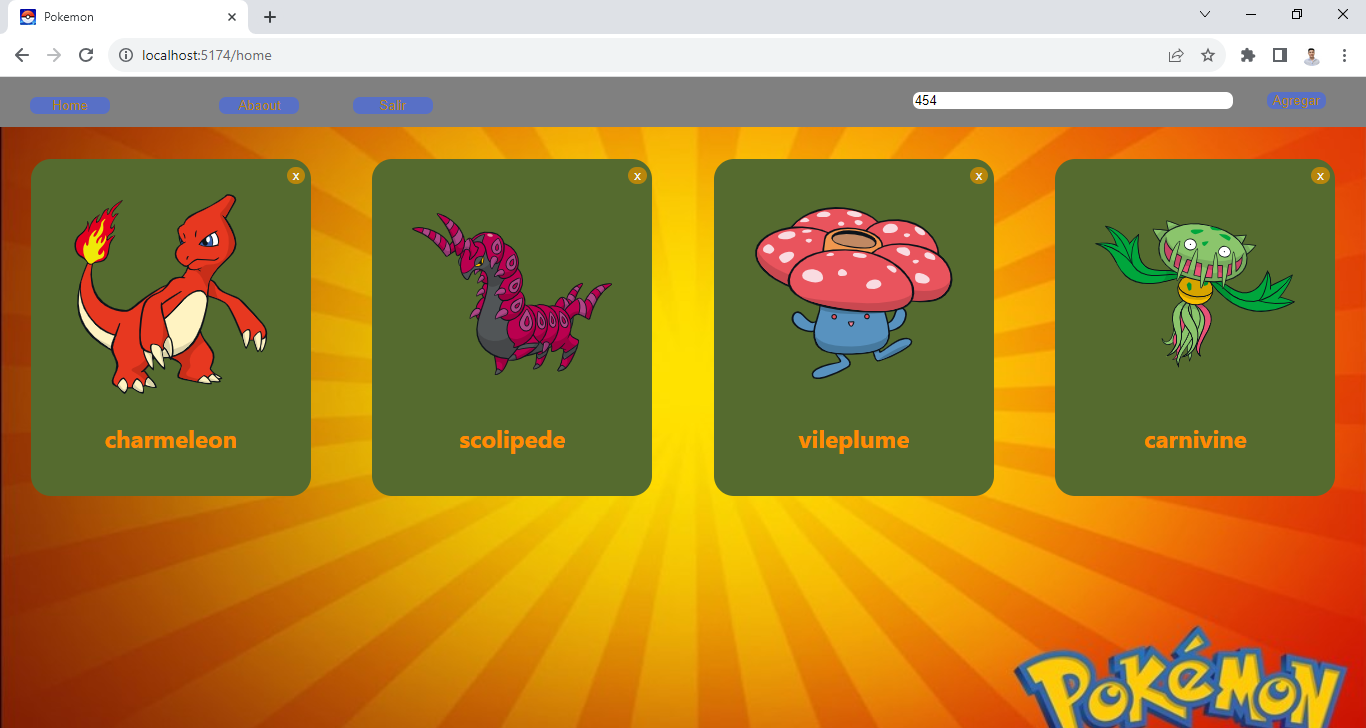 Pokemon
localhost:5174/home
Home Abaout Salir 454 Agregar
x x x x
charmeleon scolipede vileplume carnivine
POKéMON